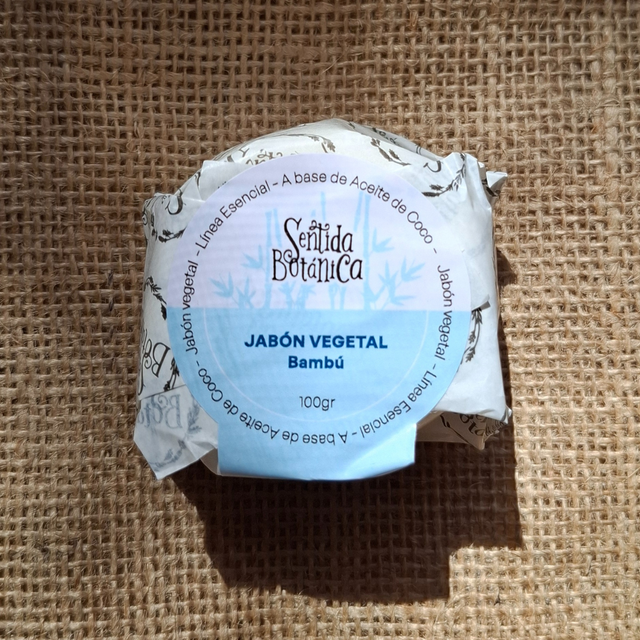 Jabón vegetal - Línea Esencial - A base de Aceite de Coco -
Jabón vegetal - Línea Esencial - A base de Aceite de Coco -
Sentida
Botánica
JABÓN VEGETAL
Bambú
100gr